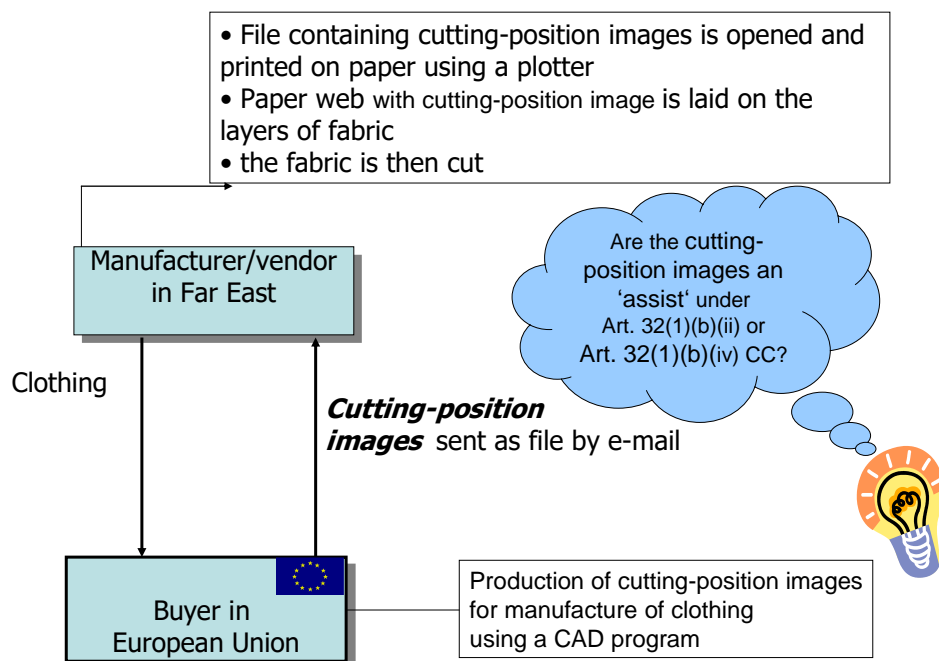 • File containing cutting-position images is opened and
printed on paper using a plotter
• Paper web with cutting-position image is laid on the
layers of fabric
• the fabric is then cut
Are the cutting-
position images an
‘assist‘ under
Art. 32(1)(b)(ii) or
Art. 32(1)(b)(iv) CC?
Manufacturer/vendor
in Far East
Clothing
Cutting-position
images sent as file by e-mail
Buyer in
European Union
Production of cutting-position images
for manufacture of clothing
using a CAD program